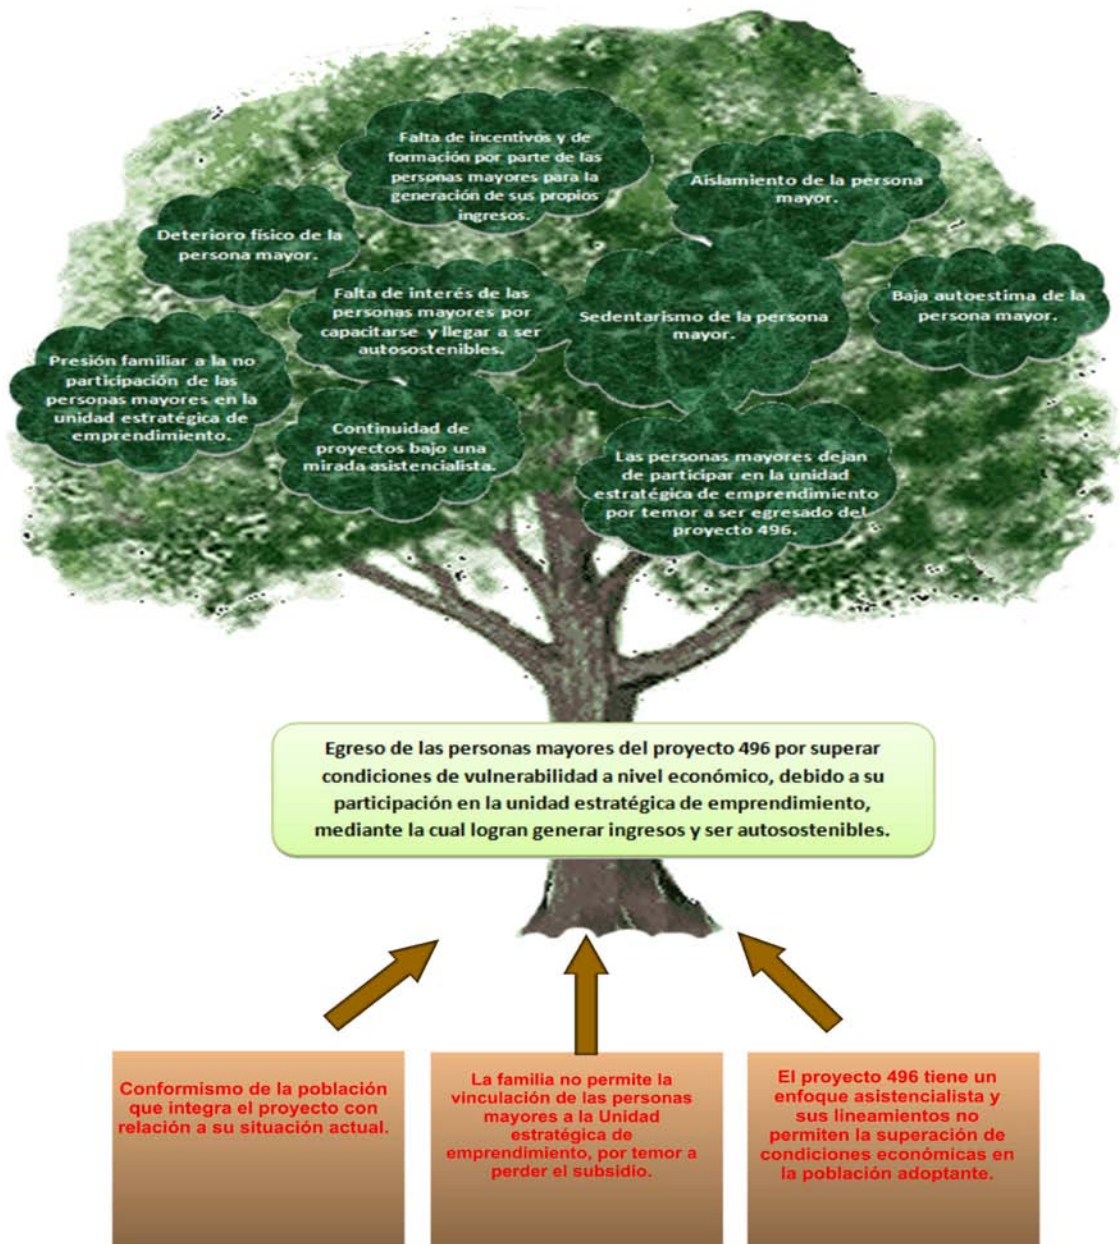 Falta de incentivos y de
formación por parte de las
personas mayores para la
generación de sus propios
ingresos.
Aislamiento de la persona
mayor.
Deterioro físico de la
persona mayor.
Falta de interés de las
personas mayores por
capacitarse y llegar a ser
autosostenibles.
Sedentarismo de la persona
mayor.
Baja autoestima de la
persona mayor.
Presión familiar a la no
participación de las
personas mayores en la
unidad estratégica de
emprendimiento.
Continuidad de
proyectos bajo una
mirada asistencialista.
Las personas mayores dejan
de participar en la unidad
estratégica de emprendimiento
por temor a ser egresado del
proyecto 496.
Egreso de las personas mayores del proyecto 496 por superar
condiciones de vulnerabilidad a nivel económico, debido a su
participación en la unidad estratégica de emprendimiento,
mediante la cual logran generar ingresos y ser autosostenibles.
Conformismo de la población
que integra el proyecto con
relación a su situación actual.
La familia no permite la
vinculación de las personas
mayores a la Unidad
estratégica de
emprendimiento, por temor a
perder el subsidio.
El proyecto 496 tiene un
enfoque asistencialista y
sus lineamientos no
permiten la superación de
condiciones económicas en
la población adoptante.